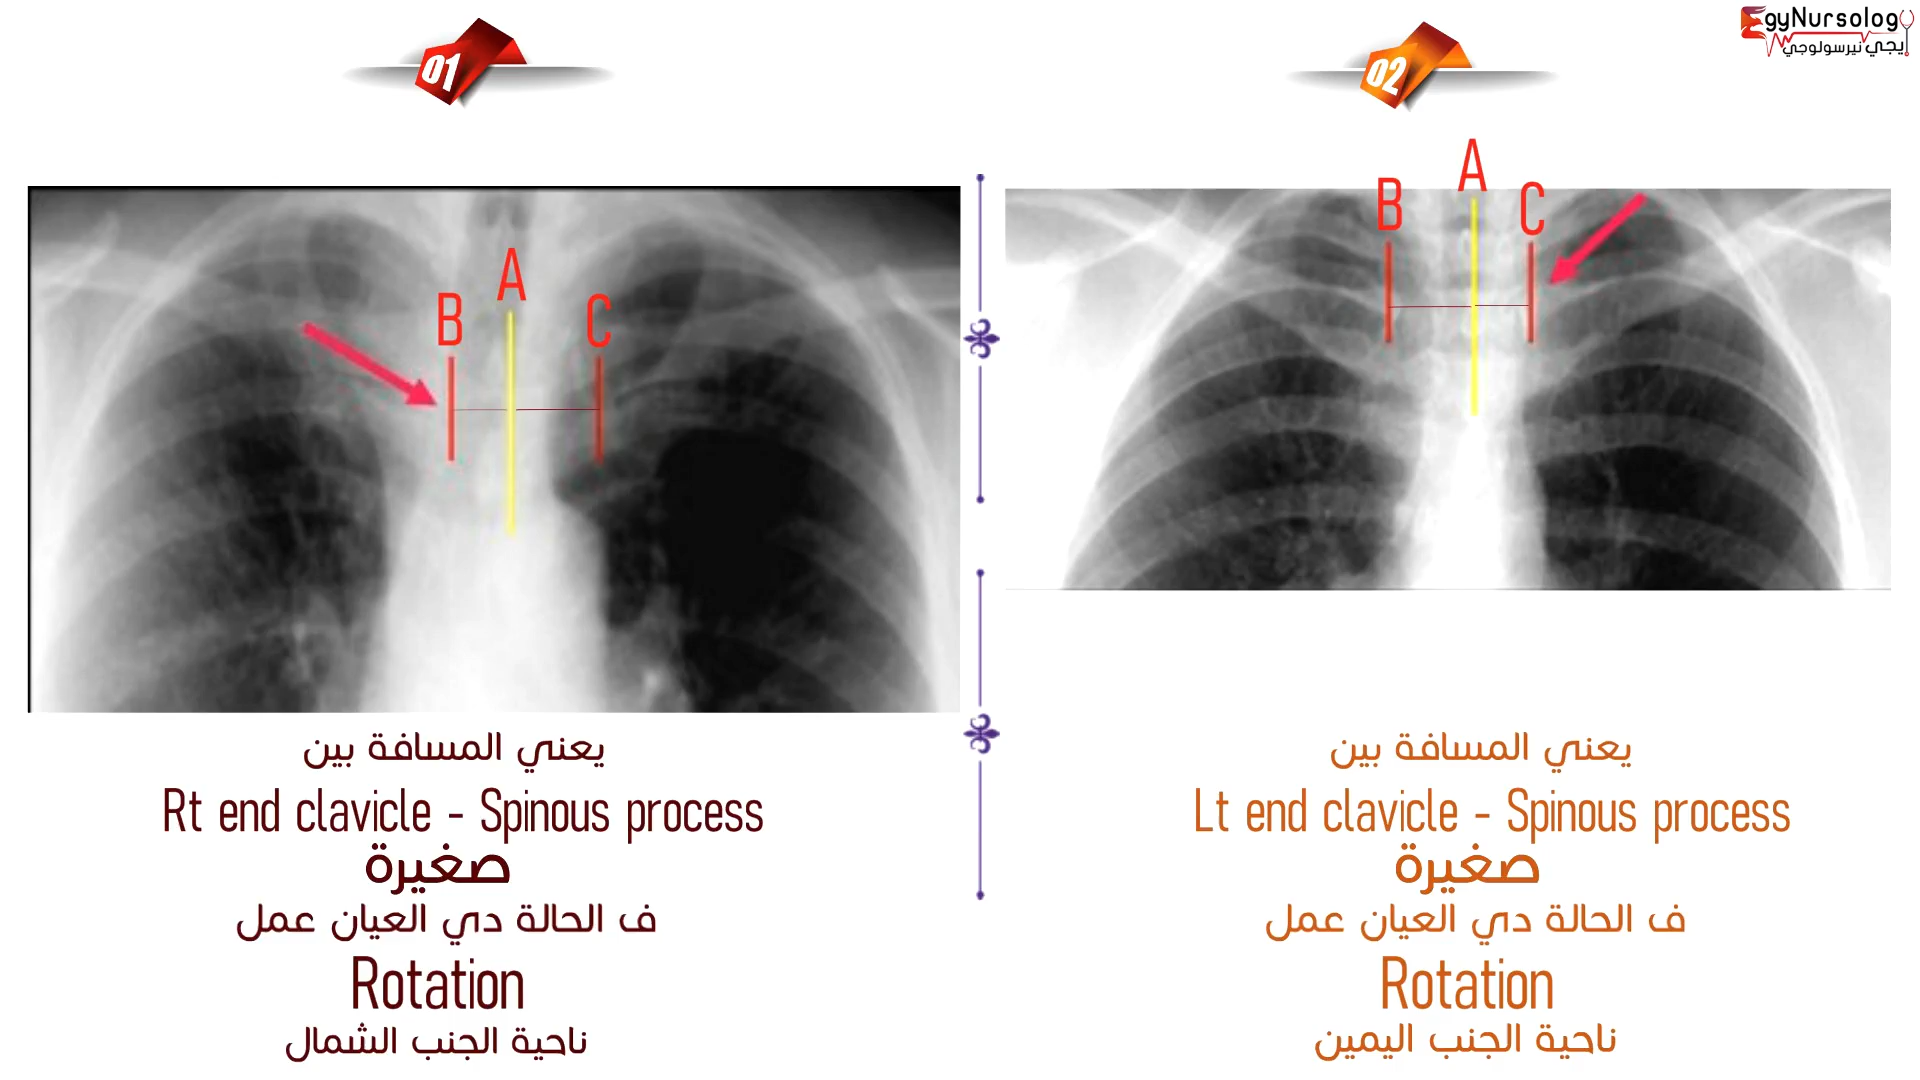 01
02
EgyNursology
إيجي نيرسولوجي
A
B
C
A
B
C
يعني المسافة بين
Rt end clavicle - Spinous process
صغيرة
ف الحالة دي العيان عمل
Rotation
ناحية الجنب الشمال
يعني المسافة بين
Lt end clavicle - Spinous process
صغيرة
ف الحالة دي العيان عمل
Rotation
ناحية الجنب اليمين